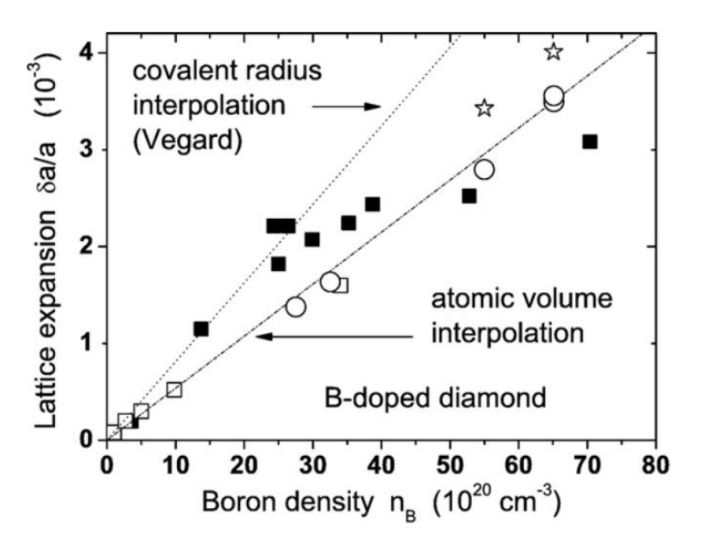 4
covalent radius
interpolation
(Vegard)
3
2
1
0
atomic volume
interpolation
B-doped diamond
0 10 20 30 40 50 60 70 80
Lattice expansion δa/a (10⁻³)
Boron density n_B (10²⁰ cm⁻³)